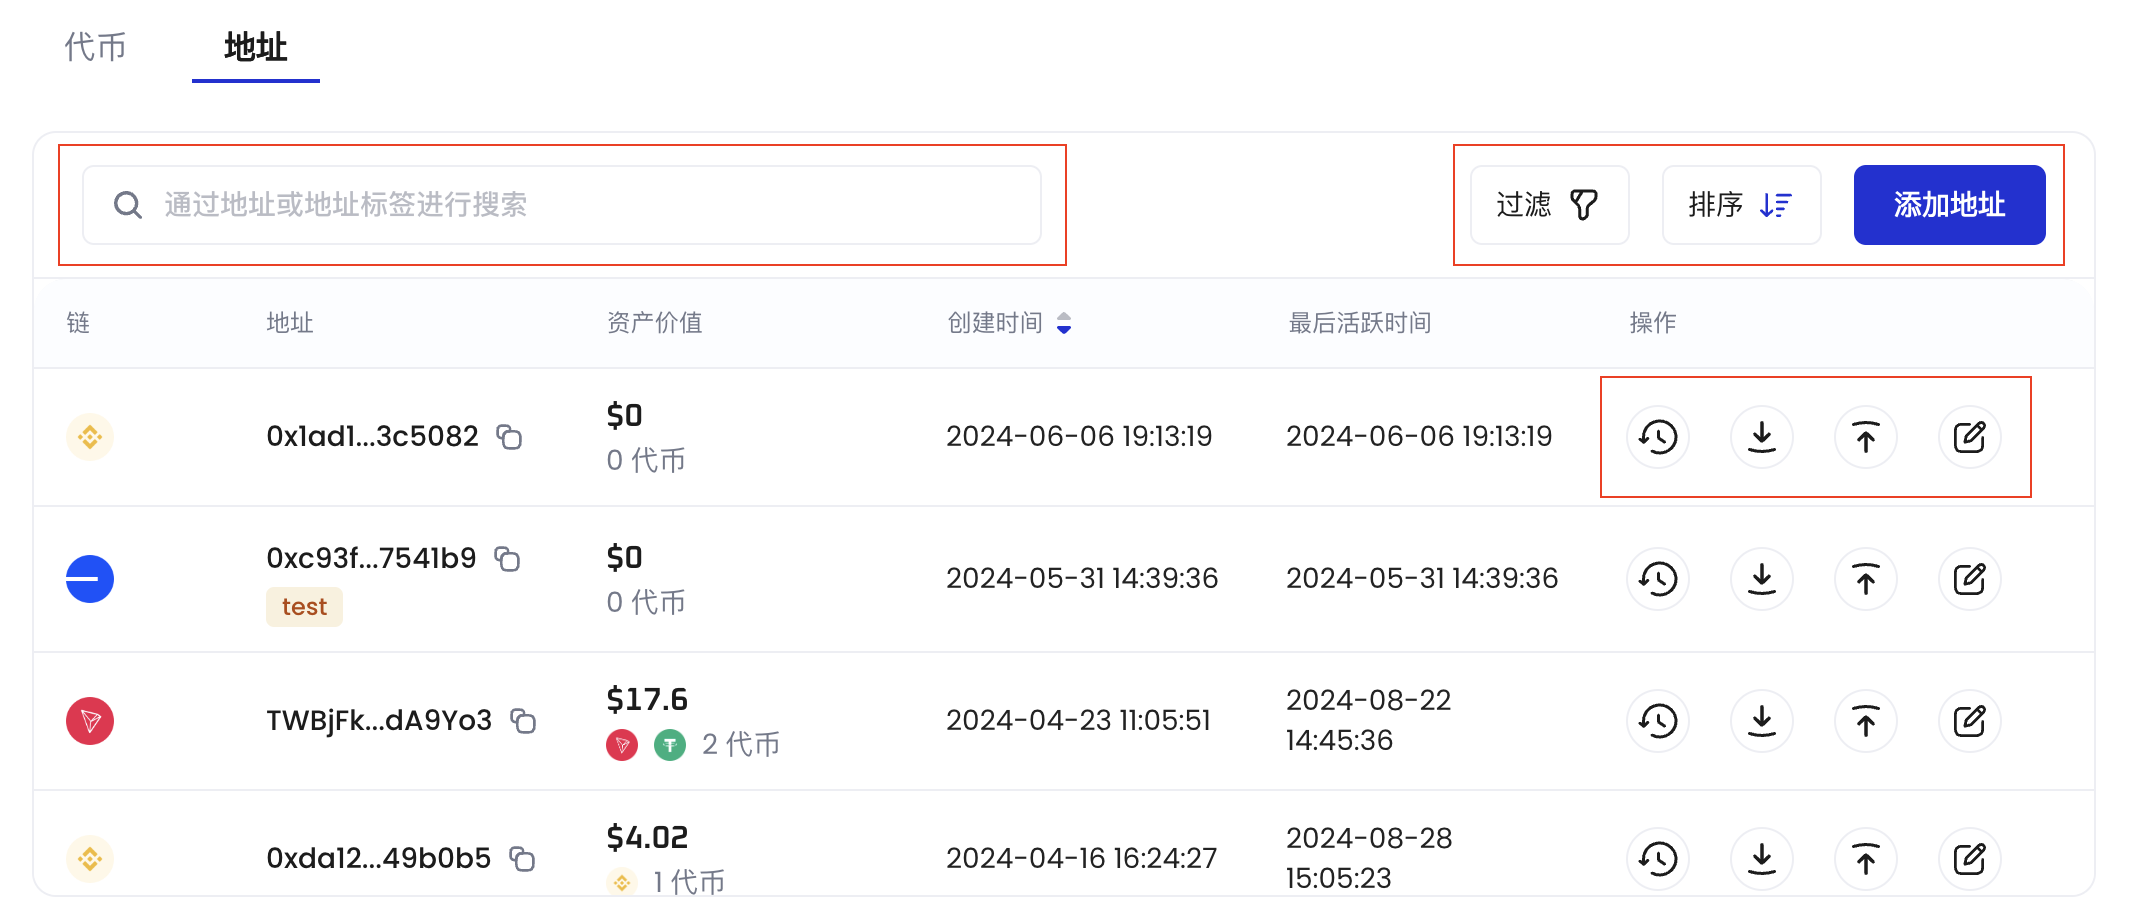 代币 地址
通过地址或地址标签进行搜索 过滤 排序 添加地址
链 地址 资产价值 创建时间 最后活跃时间 操作
0x1ad1...3c5082 $0 0 代币 2024-06-06 19:13:19 2024-06-06 19:13:19
0xc93f...7541b9 $0 0 代币 2024-05-31 14:39:36 2024-05-31 14:39:36
test
TWBjFk...dA9Yo3 $17.6 2 代币 2024-04-23 11:05:51 2024-08-22 14:45:36
0xda12...49b0b5 $4.02 1 代币 2024-04-16 16:24:27 2024-08-28 15:05:23